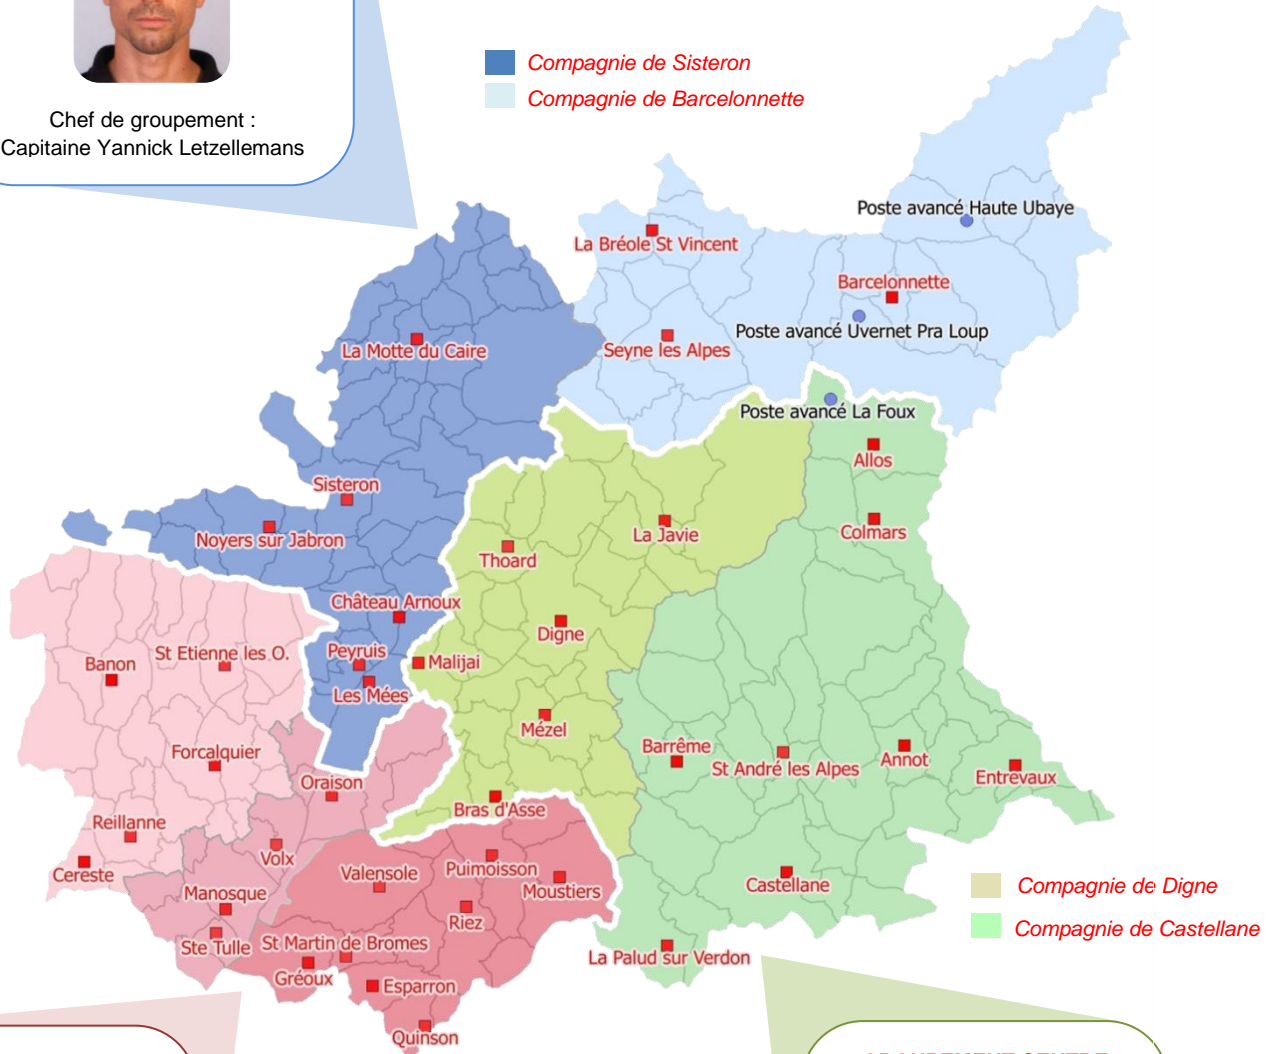 Chef de groupement :
Capitaine Yannick Letzellemans
Compagnie de Sisteron
Compagnie de Barcelonnette
Poste avancé Haute Ubaye
La Bréole St Vincent
Barcelonnette
Poste avancé Uvernet Pra Loup
La Motte du Caire
Seyne les Alpes
Poste avancé La Foux
Allos
Sisteron
Noyers sur Jabron
La Javie
Colmars
Thoard
Château Arnoux
Digne
St Etienne les O.
Peyruis
Banon
Malijai
Les Mées
Mézel
Forcalquier
Barrême
St André les Alpes
Annot
Entrevaux
Oraison
Bras d'Asse
Reillanne
Volx
Cereste
Valensole
Puimoisson
Moustiers
Manosque
Castellane
Compagnie de Digne
Riez
Compagnie de Castellane
Ste Tulle
St Martin de Bromes
La Palud sur Verdon
Gréoux
Esparron
Quinson